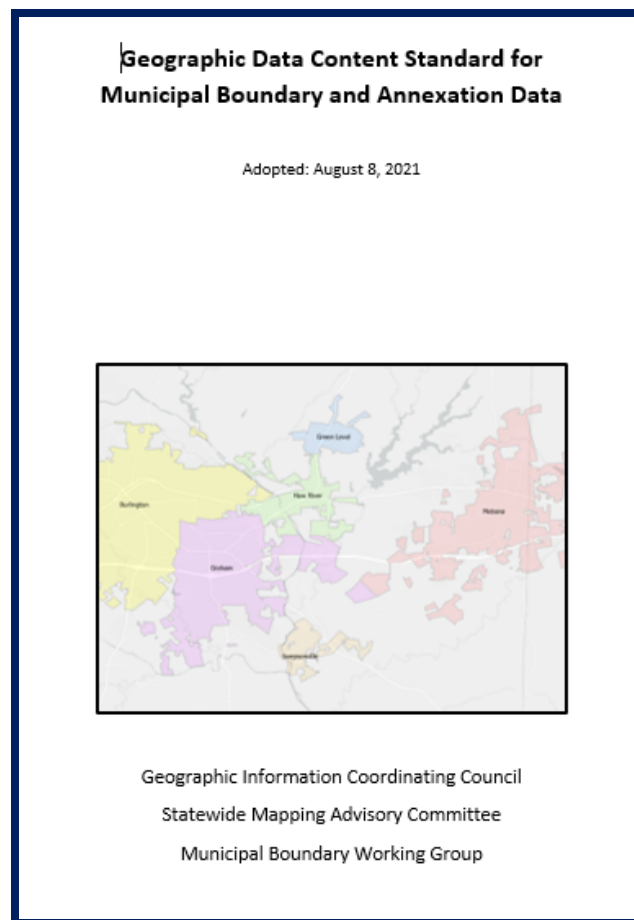 Geographic Data Content Standard for
Municipal Boundary and Annexation Data
Adopted: August 8, 2021
Green Level
Haw River
Burlington
Mebane
Graham
Swepsonville
Geographic Information Coordinating Council
Statewide Mapping Advisory Committee
Municipal Boundary Working Group